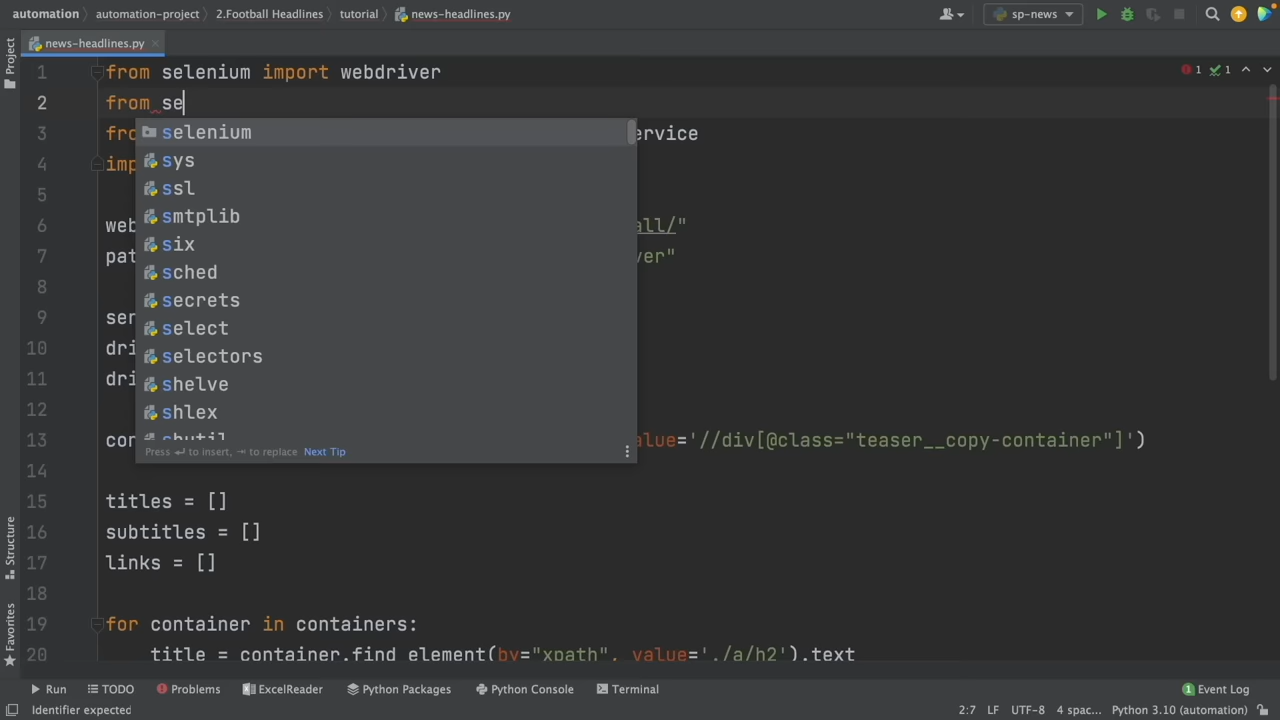 automation
automation-project
2.Football Headlines
tutorial
news-headlines.py
sp-news
Project
news-headlines.py
1 from selenium import webdriver
1 1
2 from se
3 fro ervice
selenium
4 imp
sys
5
ssl
6 web all/"
smtplib
7 pat ver"
six
8
sched
9 ser
secrets
10 dri
select
11 dri
selectors
12
shelve
13 con alue='//div[@class="teaser__copy-container"]')
shlex
shutil
Press ↵ to insert, ⇥ to replace Next Tip
14
15 titles = []
16 subtitles = []
17 links = []
18
19 for container in containers:
20 title = container.find_element(by="xpath", value='./a/h2').text
Structure
Favorites
Run
TODO
Problems
ExcelReader
Python Packages
Python Console
Terminal
1 Event Log
Identifier expected
2:7
LF
UTF-8
4 spac...
Python 3.10 (automation)